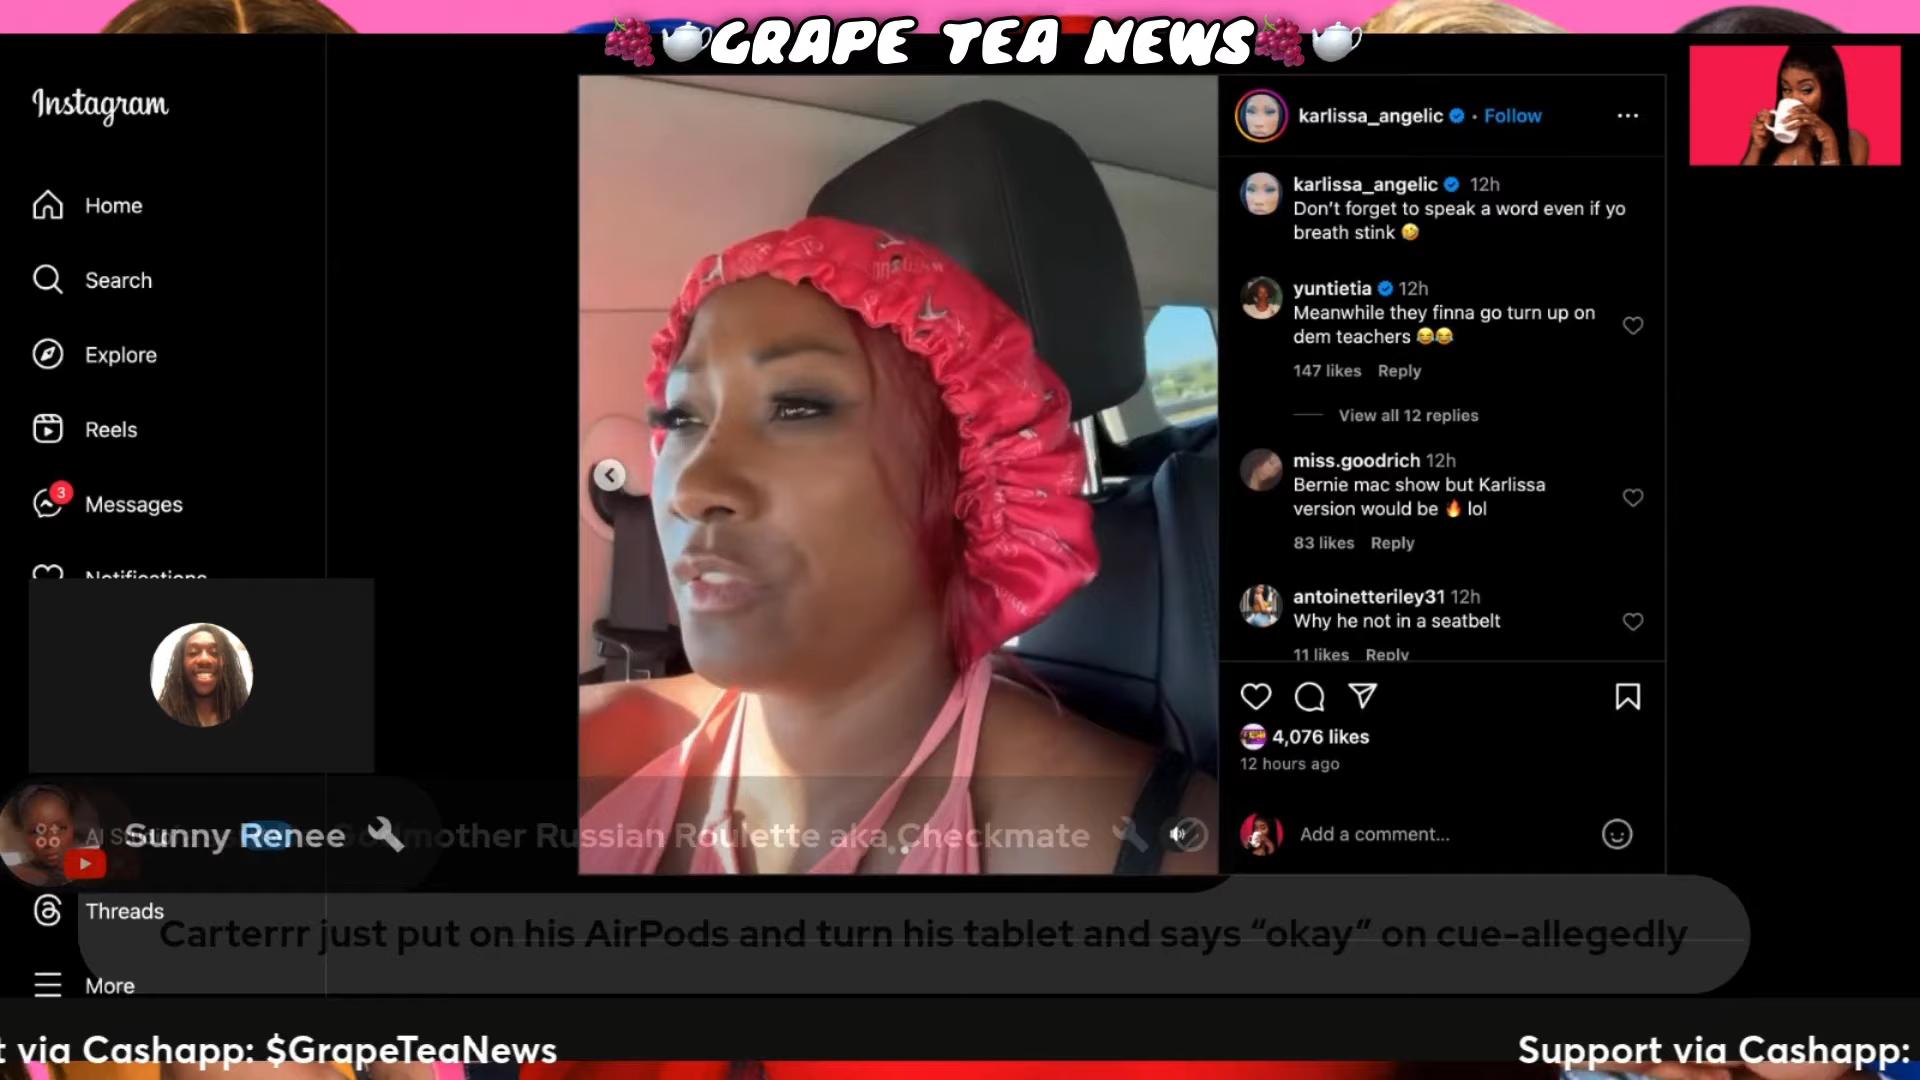 🍇🫖GRAPE TEA NEWS🍇🫖
Instagram
Home
Search
Explore
Reels
3
Messages
Notifications
Threads
More
karlissa_angelic • Follow
karlissa_angelic 12h
Don't forget to speak a word even if yo
breath stink 🤣
yuntietia 12h
Meanwhile they finna go turn up on
dem teachers 😂😂
147 likes Reply
View all 12 replies
miss.goodrich 12h
Bernie mac show but Karlissa
version would be 🔥 lol
83 likes Reply
antoinetteriley31 12h
Why he not in a seatbelt
11 likes Reply
4,076 likes
12 hours ago
Add a comment...
Sunny Renee
Russian Roulette aka Checkmate
Carterrr just put on his AirPods and turn his tablet and says “okay” on cue-allegedly
via Cashapp: $GrapeTeaNews
Support via Cashapp: